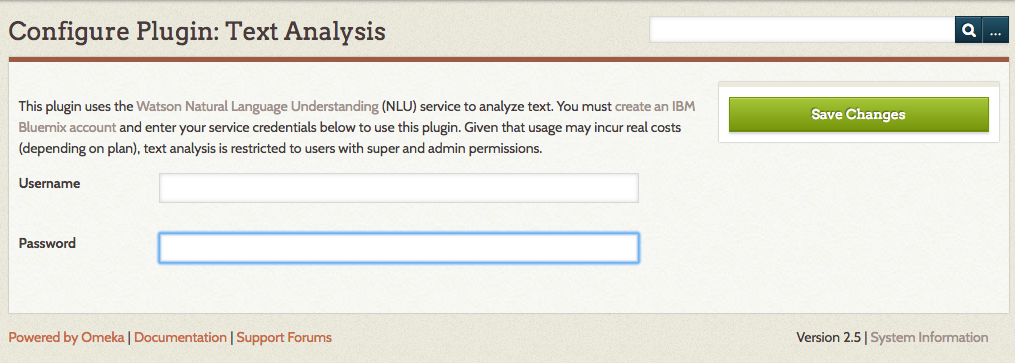 Configure Plugin: Text Analysis
...
This plugin uses the Watson Natural Language Understanding (NLU) service to analyze text. You must create an IBM
Bluemix account and enter your service credentials below to use this plugin. Given that usage may incur real costs
(depending on plan), text analysis is restricted to users with super and admin permissions.
Save Changes
Username
Password
Powered by Omeka | Documentation | Support Forums
Version 2.5 | System Information